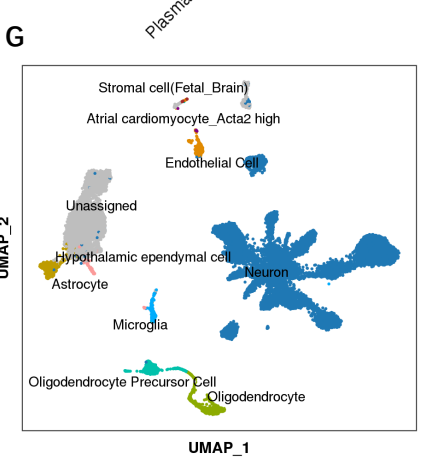 Plasma
G
Stromal cell(Fetal_Brain)
Atrial cardiomyocyte_Acta2 high
Endothelial Cell
Unassigned
Hypothalamic ependymal cell
Neuron
Astrocyte
Microglia
Oligodendrocyte Precursor Cell
Oligodendrocyte
UMAP_2
UMAP_1